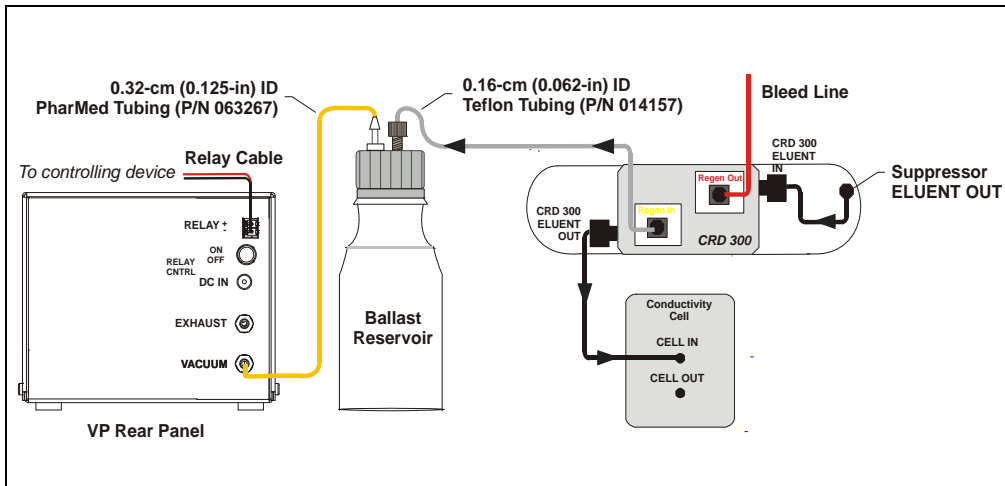 0.32-cm (0.125-in) ID
PharMed Tubing (P/N 063267)
0.16-cm (0.062-in) ID
Teflon Tubing (P/N 014157)
Bleed Line
Relay Cable
To controlling device
CRD 300
ELUENT
IN
Suppressor
ELUENT OUT
Regen Out
Regen In
CRD 300
ELUENT
OUT
CRD 300
RELAY +
-
ON
OFF
RELAY
CNTRL
DC IN
EXHAUST
VACUUM
Ballast
Reservoir
Conductivity
Cell
CELL IN
CELL OUT
VP Rear Panel